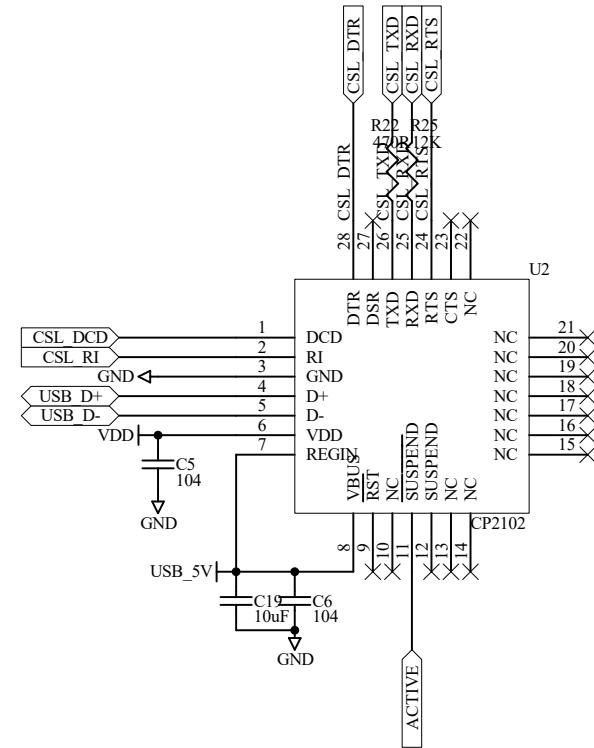 CSL_DTR
CSL_TXD
CSL_RXD
CSL_RTS
R22
R25
470R
12K
CSL_DTR
CSL_TXD
CSL_RXD
CSL_RTS
28
27
26
25
24
23
22
U2
DTR
DSR
TXD
RXD
RTS
CTS
NC
CSL_DCD
1
DCD
NC
21
CSL_RI
2
RI
NC
20
GND
3
GND
NC
19
USB_D+
4
D+
NC
18
USB_D-
5
D-
NC
17
VDD
6
VDD
NC
16
7
REGIN
NC
15
C5
104
GND
VBUS
RST
NC
SUSPEND
SUSPEND
NC
NC
CP2102
8
9
10
11
12
13
14
USB_5V
C19
10uF
C6
104
GND
ACTIVE